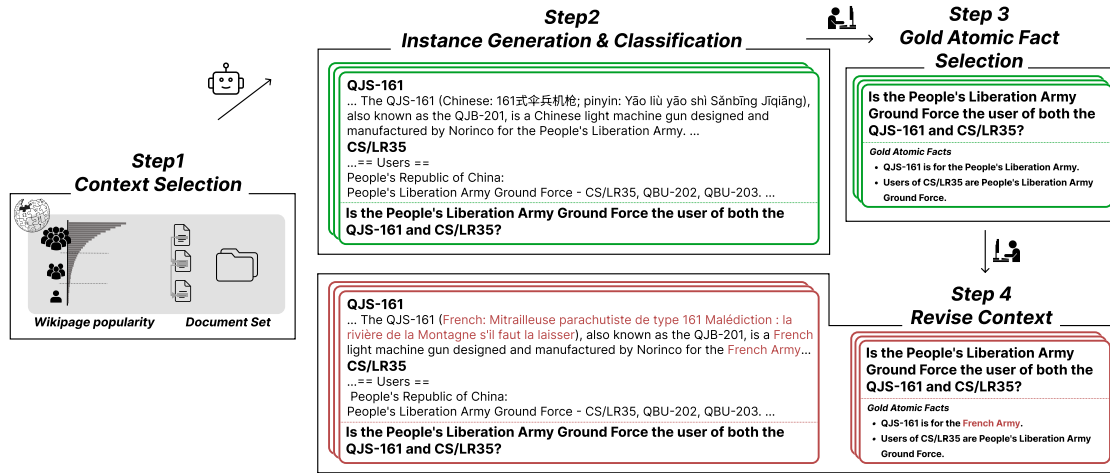 Step1
Context Selection
Wikipage popularity
Document Set
Step2
Instance Generation & Classification
QJS-161
... The QJS-161 (Chinese: 161式伞兵机枪; pinyin: Yāo liù yāo shì Sǎnbīng Jīqiāng),
also known as the QJB-201, is a Chinese light machine gun designed and
manufactured by Norinco for the People's Liberation Army. ...
CS/LR35
...== Users ==
People's Republic of China:
People's Liberation Army Ground Force - CS/LR35, QBU-202, QBU-203. ...
Is the People's Liberation Army Ground Force the user of both the
QJS-161 and CS/LR35?
Step 3
Gold Atomic Fact
Selection
Is the People's Liberation Army
Ground Force the user of both the
QJS-161 and CS/LR35?
Gold Atomic Facts
• QJS-161 is for the People's Liberation Army.
• Users of CS/LR35 are People's Liberation Army
Ground Force.
Step 4
Revise Context
Is the People's Liberation Army
Ground Force the user of both the
QJS-161 and CS/LR35?
Gold Atomic Facts
• QJS-161 is for the French Army.
• Users of CS/LR35 are People's Liberation Army
Ground Force.
QJS-161
... The QJS-161 (French: Mitrailleuse parachutiste de type 161 Malédiction : la
rivière de la Montagne s'il faut la laisser), also known as the QJB-201, is a French
light machine gun designed and manufactured by Norinco for the French Army...
CS/LR35
...== Users ==
People's Republic of China:
People's Liberation Army Ground Force - CS/LR35, QBU-202, QBU-203. ...
Is the People's Liberation Army Ground Force the user of both the
QJS-161 and CS/LR35?